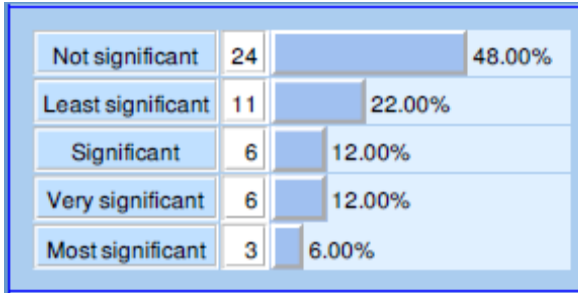 Not significant 24 48.00%
Least significant 11 22.00%
Significant 6 12.00%
Very significant 6 12.00%
Most significant 3 6.00%